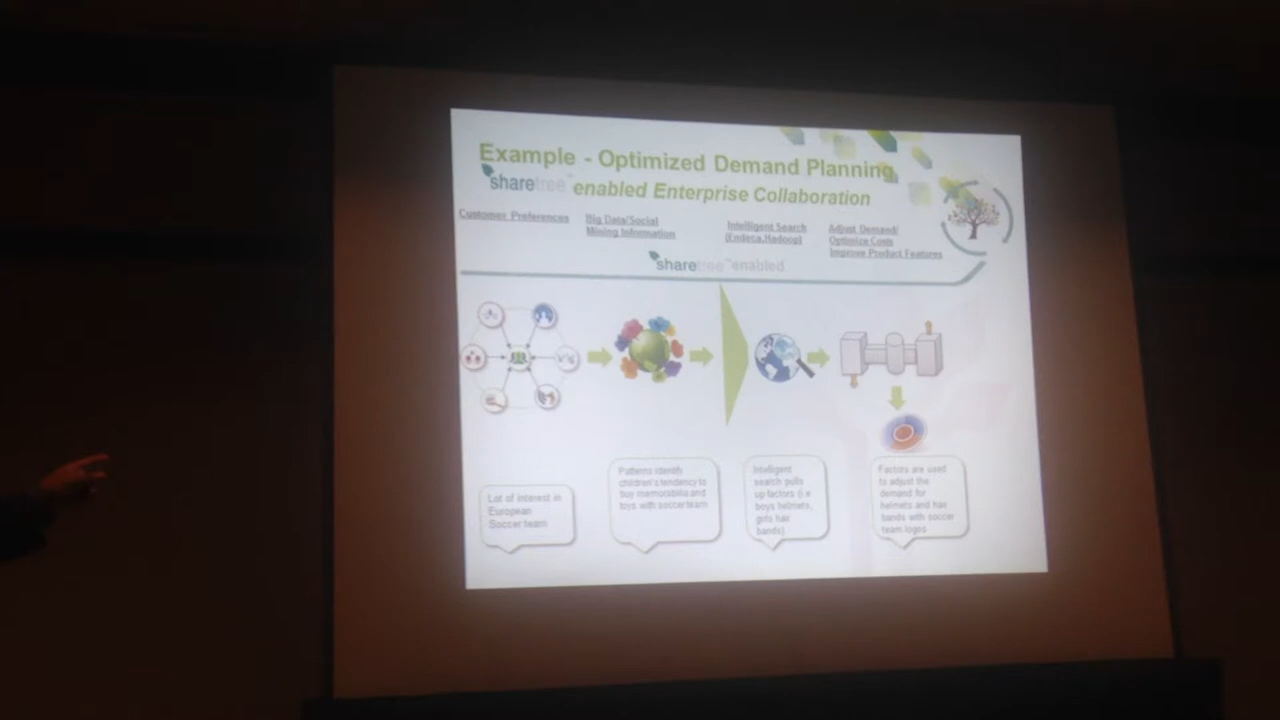 Example - Optimized Demand Planning
sharetree™ enabled Enterprise Collaboration
Customer Preferences
Big Data/Social
Mining Information
Intelligent Search
(Endeca,Hadoop)
Adjust Demand/
Optimize Costs
Improve Product Features
sharetree™enabled
Lot of interest in
European
Soccer team
Patterns identify
children's tendency to
buy memorabilia and
toys with soccer team
Intelligent
search pulls
up factors (i.e
boys helmets,
girls hair
bands)
Factors are used
to adjust the
demand for
helmets and hair
bands with soccer
team logos